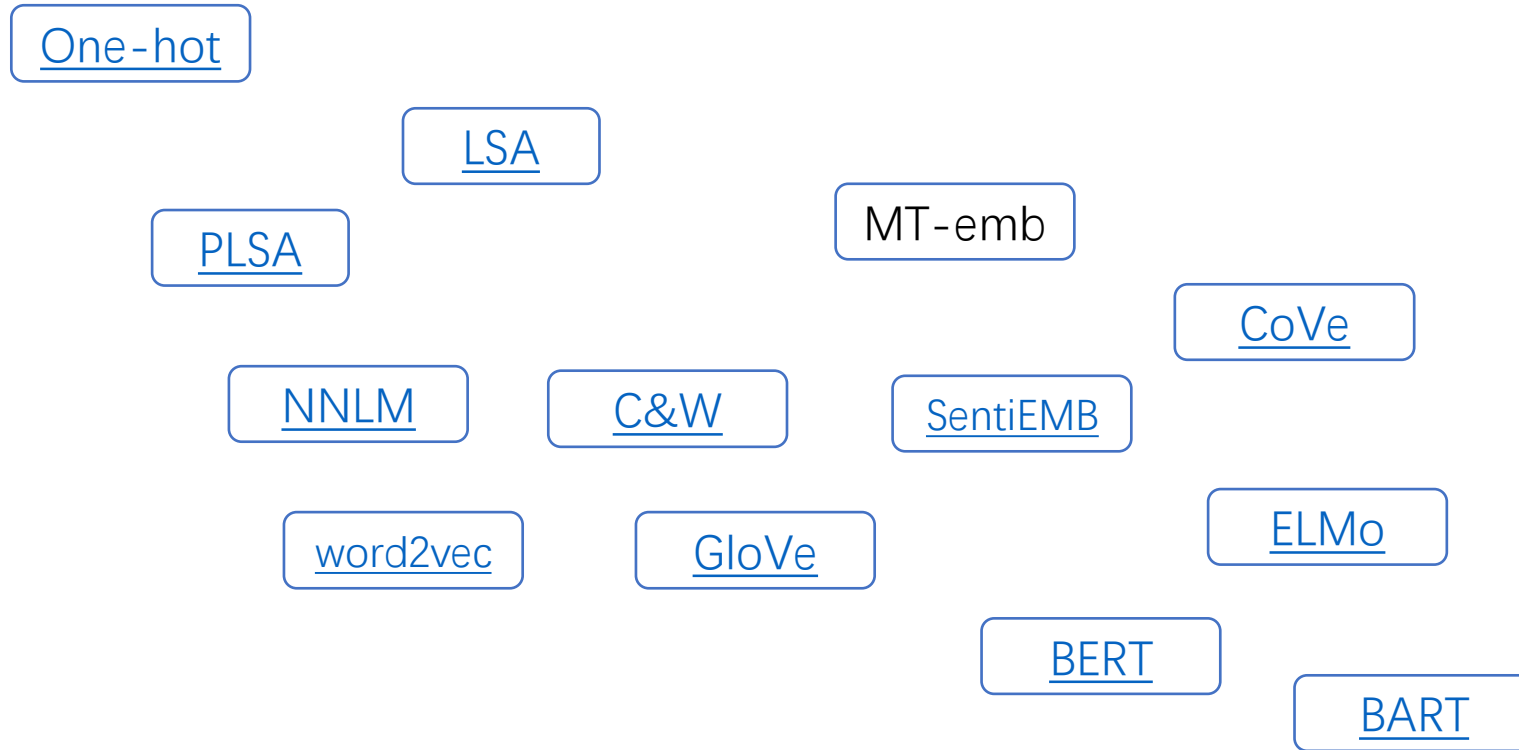 One-hot
LSA
MT-emb
PLSA
CoVe
NNLM
C&W
SentiEMB
word2vec
GloVe
ELMo
BERT
BART